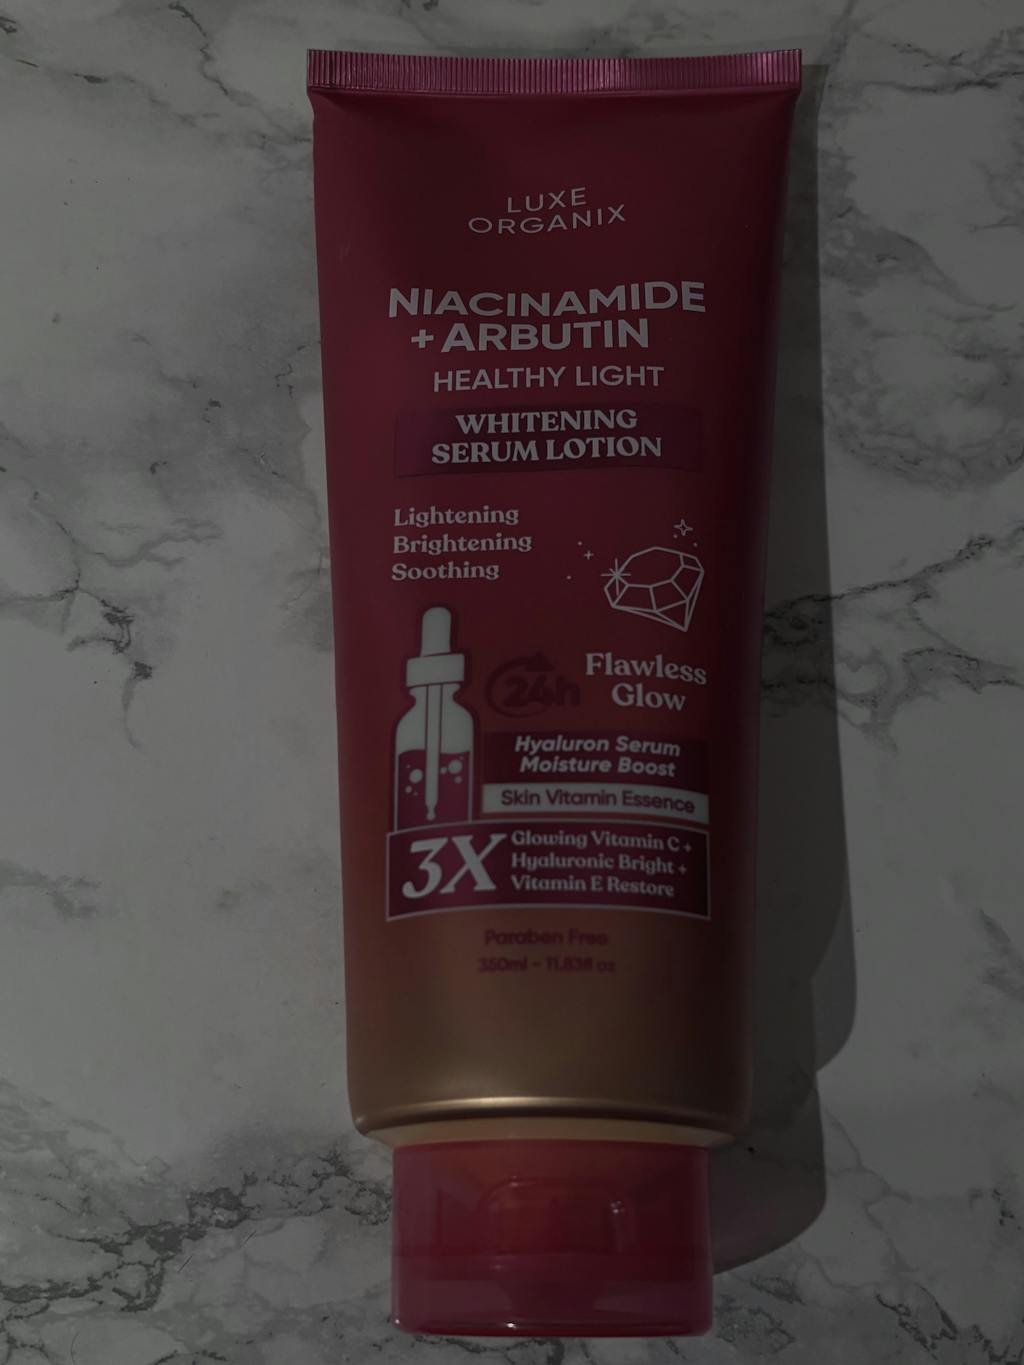 LUXE
ORGANIX
NIACINAMIDE
+ ARBUTIN
HEALTHY LIGHT
WHITENING
SERUM LOTION
Lightening
Brightening
Soothing
24h
Flawless
Glow
Hyaluron Serum
Moisture Boost
Skin Vitamin Essence
3X
Glowing Vitamin C +
Hyaluronic Bright +
Vitamin E Restore
Paraben Free
350ml - 11.83fl oz